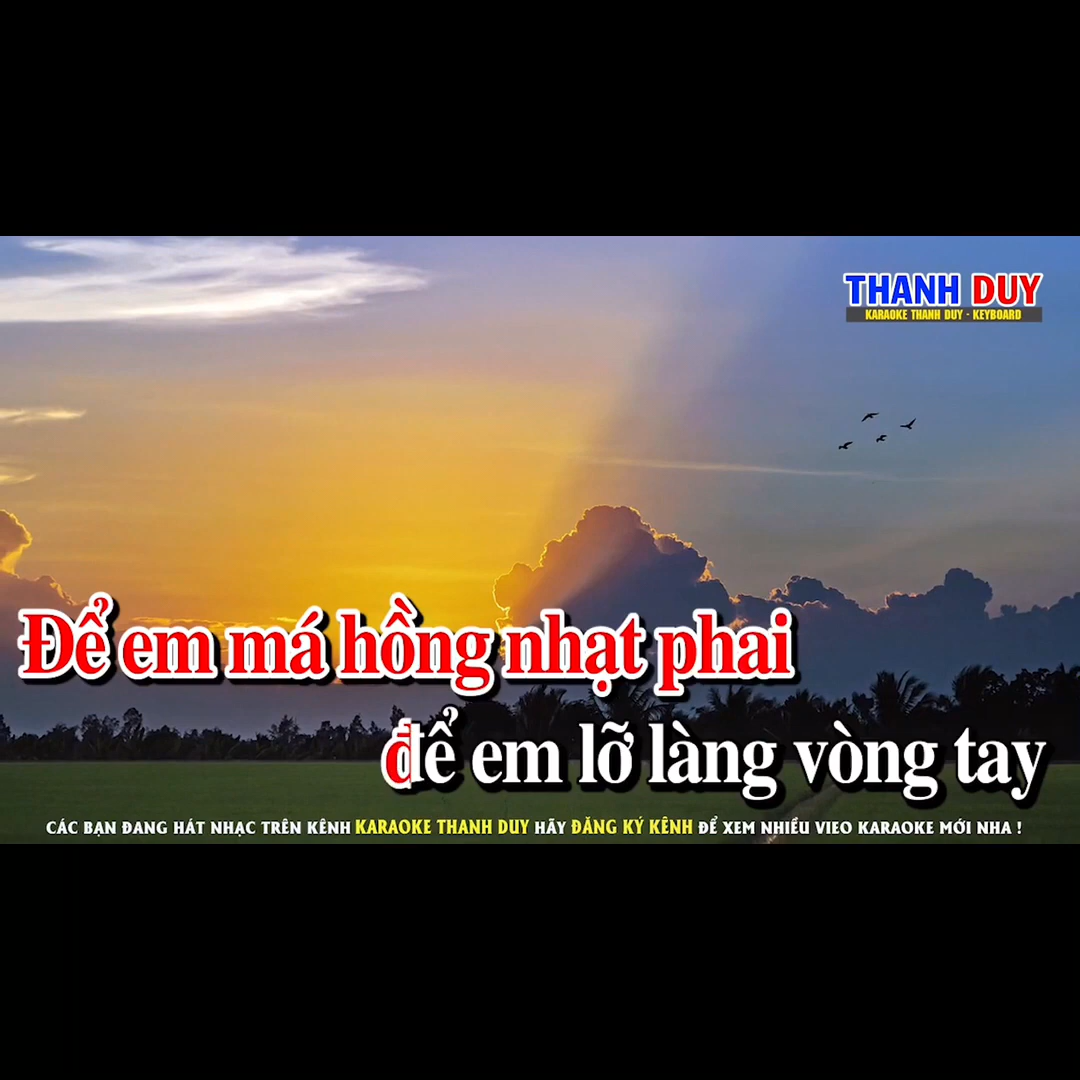 THANH DUY
KARAOKE THANH DUY - KEYBOARD
Để em má hồng nhạt phai
để em lỡ làng vòng tay
CÁC BẠN ĐANG HÁT NHẠC TRÊN KÊNH KARAOKE THANH DUY HÃY ĐĂNG KÝ KÊNH ĐỂ XEM NHIỀU VIEO KARAOKE MỚI NHA !